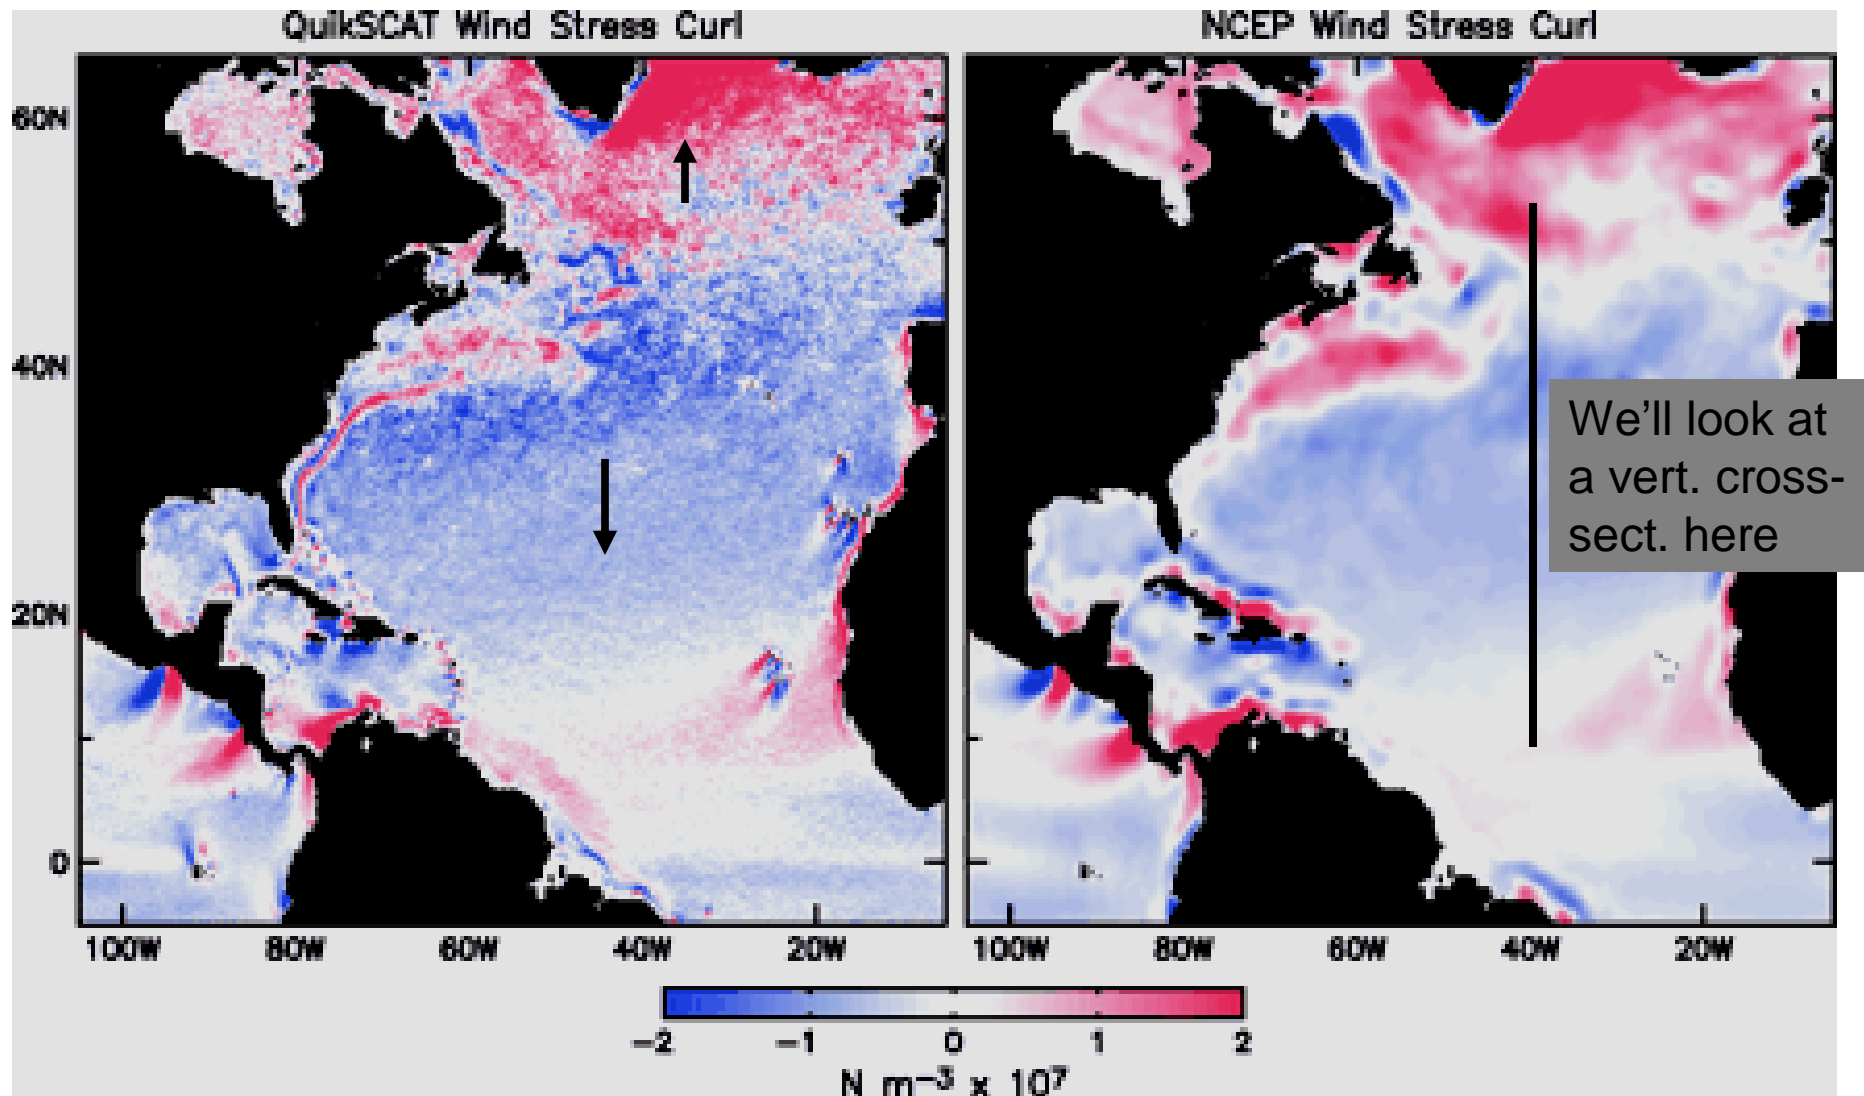 QuikSCAT Wind Stress Curl
NCEP Wind Stress Curl
60N
40N
20N
0
100W 80W 60W 40W 20W
100W 80W 60W 40W 20W
We'll look at
a vert. cross-
sect. here
−2 −1 0 1 2
N m⁻³ x 10⁷